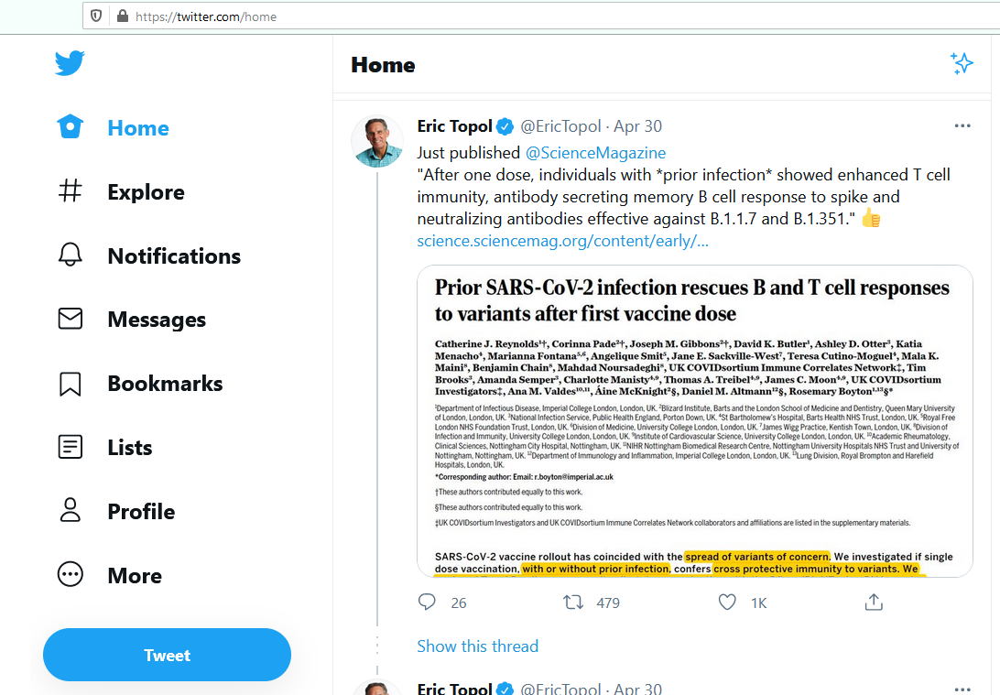 https://twitter.com/home
Home
Home
Explore
Notifications
Messages
Bookmarks
Lists
Profile
More
Tweet
Eric Topol @EricTopol · Apr 30
Just published @ScienceMagazine
"After one dose, individuals with *prior infection* showed enhanced T cell
immunity, antibody secreting memory B cell response to spike and
neutralizing antibodies effective against B.1.1.7 and B.1.351." 👍
science.sciencemag.org/content/early/...
Prior SARS-CoV-2 infection rescues B and T cell responses
to variants after first vaccine dose
Catherine J. Reynolds¹†, Corinna Pade²†, Joseph M. Gibbons²†, David K. Butler¹, Ashley D. Otter³, Katia
Menacho⁴, Marianna Fontana⁵,⁶, Angelique Smit⁵, Jane E. Sackville-West⁷, Teresa Cutino-Moguel⁴, Mala K.
Maini⁸, Benjamin Chain⁸, Mahdad Noursadeghi⁸, UK COVIDsortium Immune Correlates Network‡, Tim
Brooks³, Amanda Semper³, Charlotte Manisty⁴,⁹, Thomas A. Treibel⁴,⁹, James C. Moon⁴,⁹, UK COVIDsortium
Investigators‡, Ana M. Valdes¹⁰,¹¹, Áine McKnight²§, Daniel M. Altmann¹²§, Rosemary Boyton¹,¹³§*
¹Department of Infectious Disease, Imperial College London, London, UK. ²Blizard Institute, Barts and the London School of Medicine and Dentistry, Queen Mary University
of London, London, UK. ³National Infection Service, Public Health England, Porton Down, UK. ⁴St Bartholomew's Hospital, Barts Health NHS Trust, London, UK. ⁵Royal Free
London NHS Foundation Trust, London, UK. ⁶Division of Medicine, University College London, London, UK. ⁷James Wigg Practice, Kentish Town, London, UK. ⁸Division of
Infection and Immunity, University College London, London, UK. ⁹Institute of Cardiovascular Science, University College London, London, UK. ¹⁰Academic Rheumatology,
Clinical Sciences, Nottingham City Hospital, Nottingham, UK. ¹¹NIHR Nottingham Biomedical Research Centre, Nottingham University Hospitals NHS Trust and University of
Nottingham, Nottingham, UK. ¹²Department of Immunology and Inflammation, Imperial College London, London, UK. ¹³Lung Division, Royal Brompton and Harefield
Hospitals, London, UK.
*Corresponding author: Email: r.boyton@imperial.ac.uk
†These authors contributed equally to this work.
§These authors contributed equally to this work.
‡UK COVIDsortium Investigators and UK COVIDsortium Immune Correlates Network collaborators and affiliations are listed in the supplementary materials.
SARS-CoV-2 vaccine rollout has coincided with the spread of variants of concern. We investigated if single
dose vaccination, with or without prior infection, confers cross protective immunity to variants. We
26 479 1K
Show this thread
Eric Topol @EricTopol · Apr 30